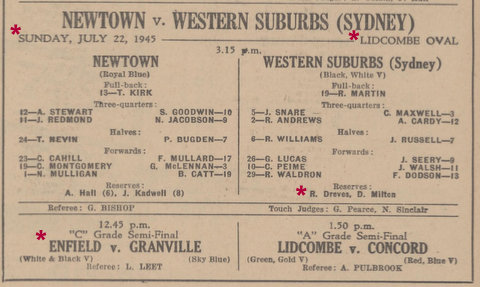 NEWTOWN v. WESTERN SUBURBS (SYDNEY)
SUNDAY, JULY 22, 1945 LIDCOMBE OVAL
3.15 p.m.
NEWTOWN
(Royal Blue)
Full-back:
13—T. KIRK
Three-quarters:
12—A. STEWART S. GOODWIN—10
11—J. REDMOND N. JACOBSON—9
Halves:
24—T. NEVIN P. BUGDEN—7
Forwards:
23—C. CAHILL F. MULLARD—17
19—C. MONTGOMERY G. McLENNAN—3
1—N. MULLIGAN B. CATT—19
Reserves:
A. Hall (6), J. Kadwell (8)
WESTERN SUBURBS (Sydney)
(Black, White V)
Full-back:
19—R. MARTIN
Three-quarters:
5—J. SNARE C. MAXWELL—3
2—R. ANDREWS A. CARDY—12
Halves:
6—R. WILLIAMS J. RUSSELL—7
Forwards:
26—G. LUCAS J. SEERY—9
10—C. PEIME J. WALSH—11
29—R. WALDRON F. DODSON—13
Reserves:
R. Dreves, D. Milton
Referee: G. BISHOP Touch Judges: G. Pearce, N. Sinclair
12.45 p.m.
"C" Grade Semi-Final
ENFIELD v. GRANVILLE
(White & Black V) (Sky Blue)
Referee: L. LEET
1.50 p.m.
"A" Grade Semi-Final
LIDCOMBE v. CONCORD
(Green, Gold V) (Red, Blue V)
Referee: A. PULBROOK